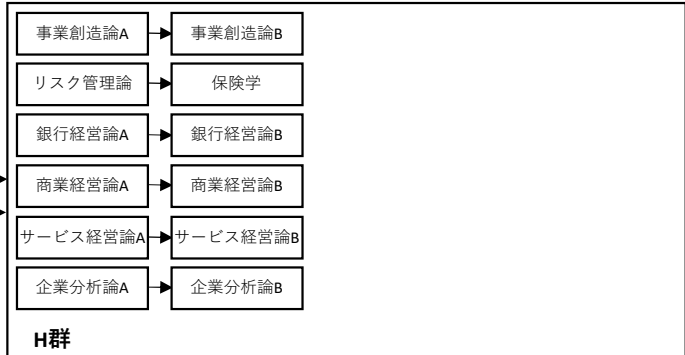 事業創造論A 事業創造論B
リスク管理論 保険学
銀行経営論A 銀行経営論B
商業経営論A 商業経営論B
サービス経営論A サービス経営論B
企業分析論A 企業分析論B
H群